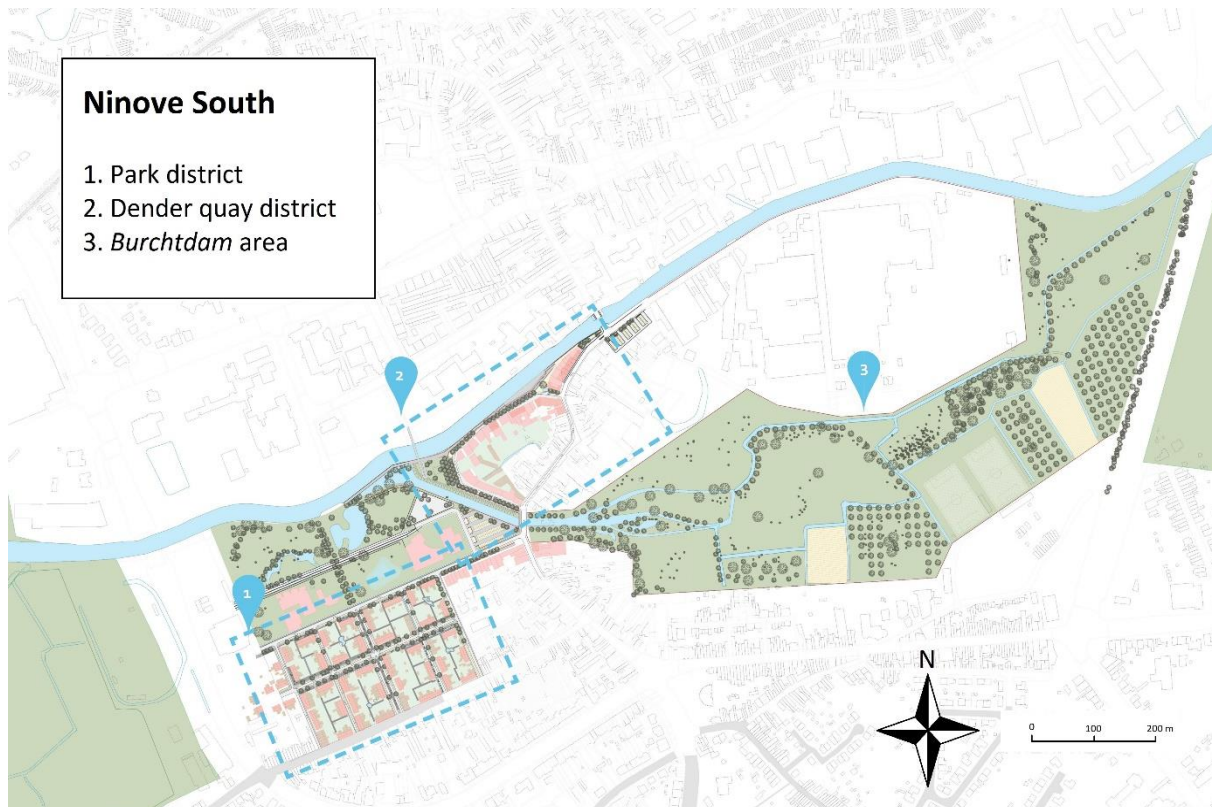 Ninove South
1. Park district
2. Dender quay district
3. Burchtdam area
2
3
1
N
0 100 200 m